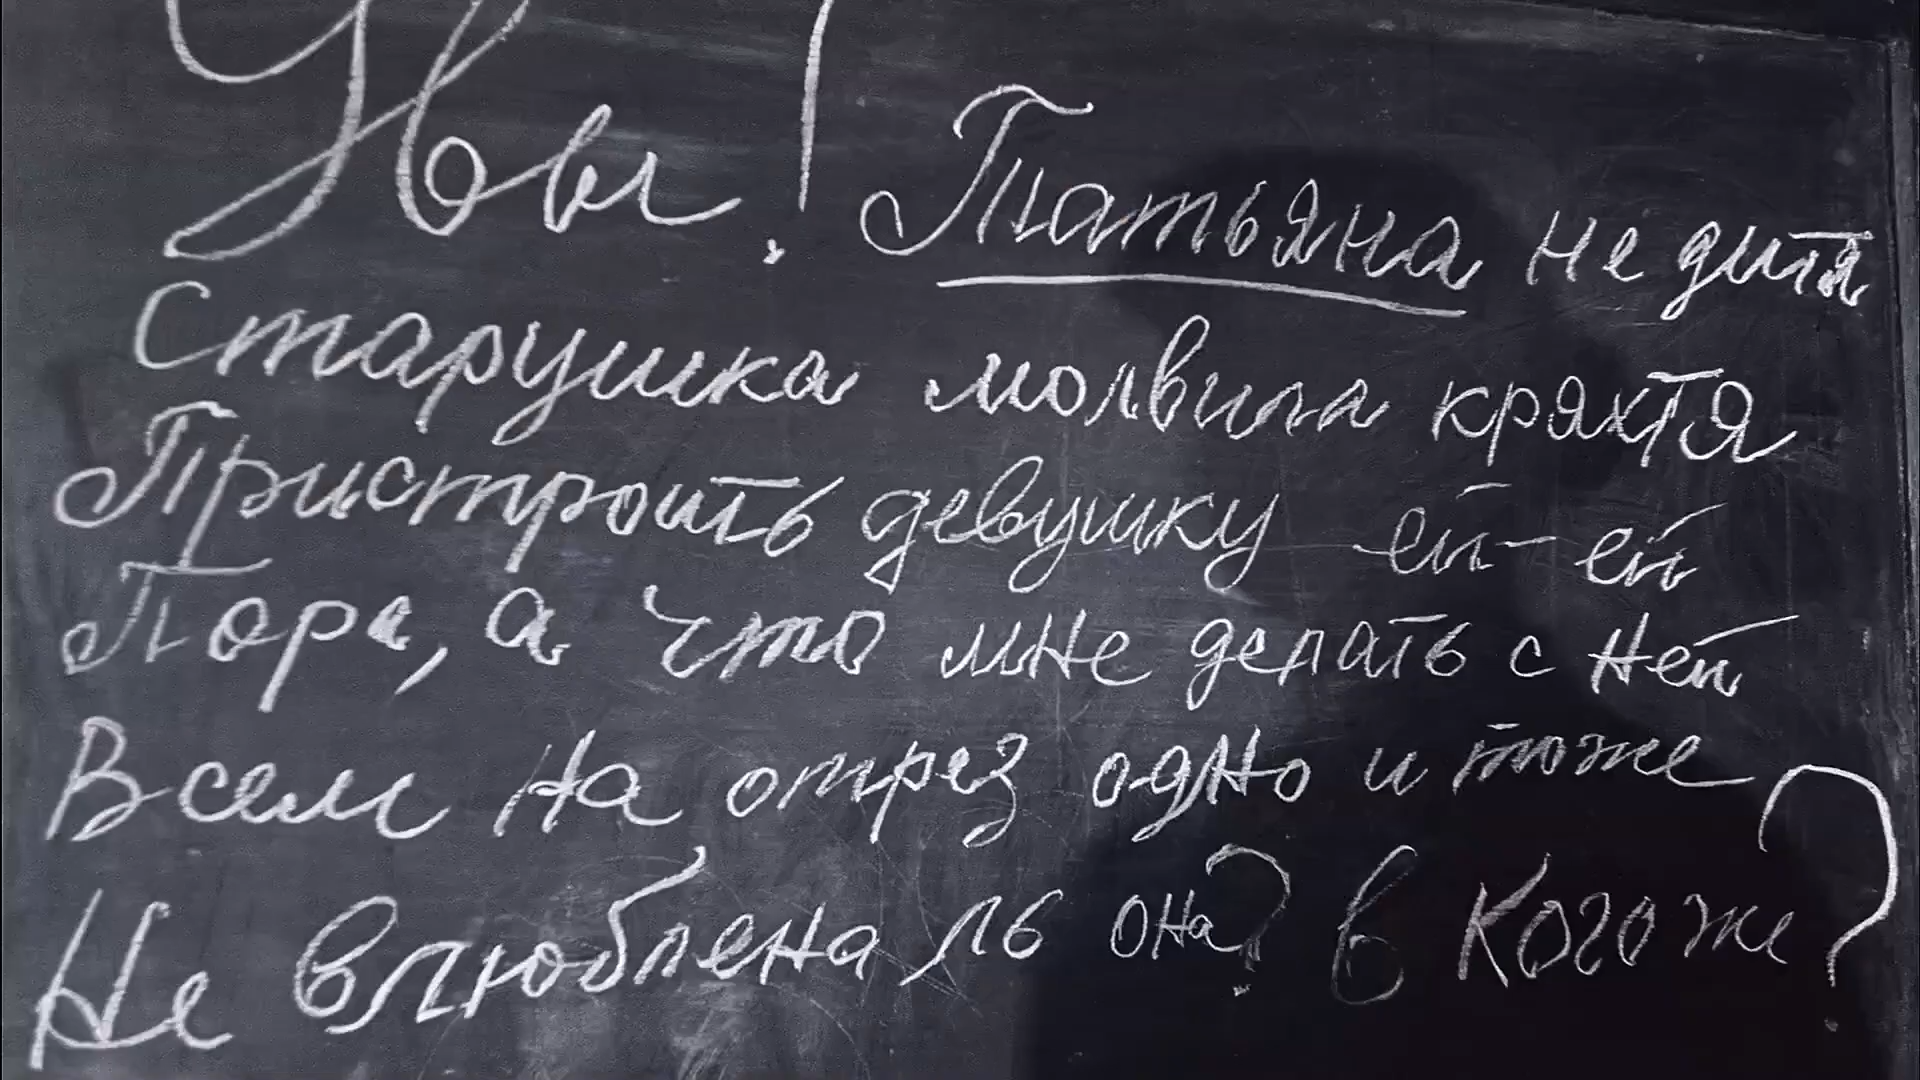 Увы! Татьяна не дитя
Старушка молвила кряхтя
Пристроить девушку ей-ей
Пора, а что мне делать с ней
Всем на отрез одно и тоже
Не влюблена ль она? в кого же?